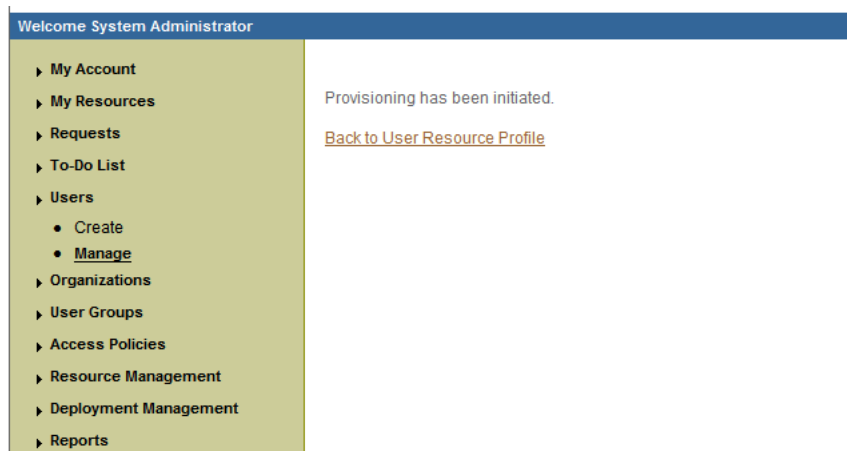 Welcome System Administrator
My Account
My Resources
Requests
To-Do List
Users
Create
Manage
Organizations
User Groups
Access Policies
Resource Management
Deployment Management
Reports
Provisioning has been initiated.
Back to User Resource Profile